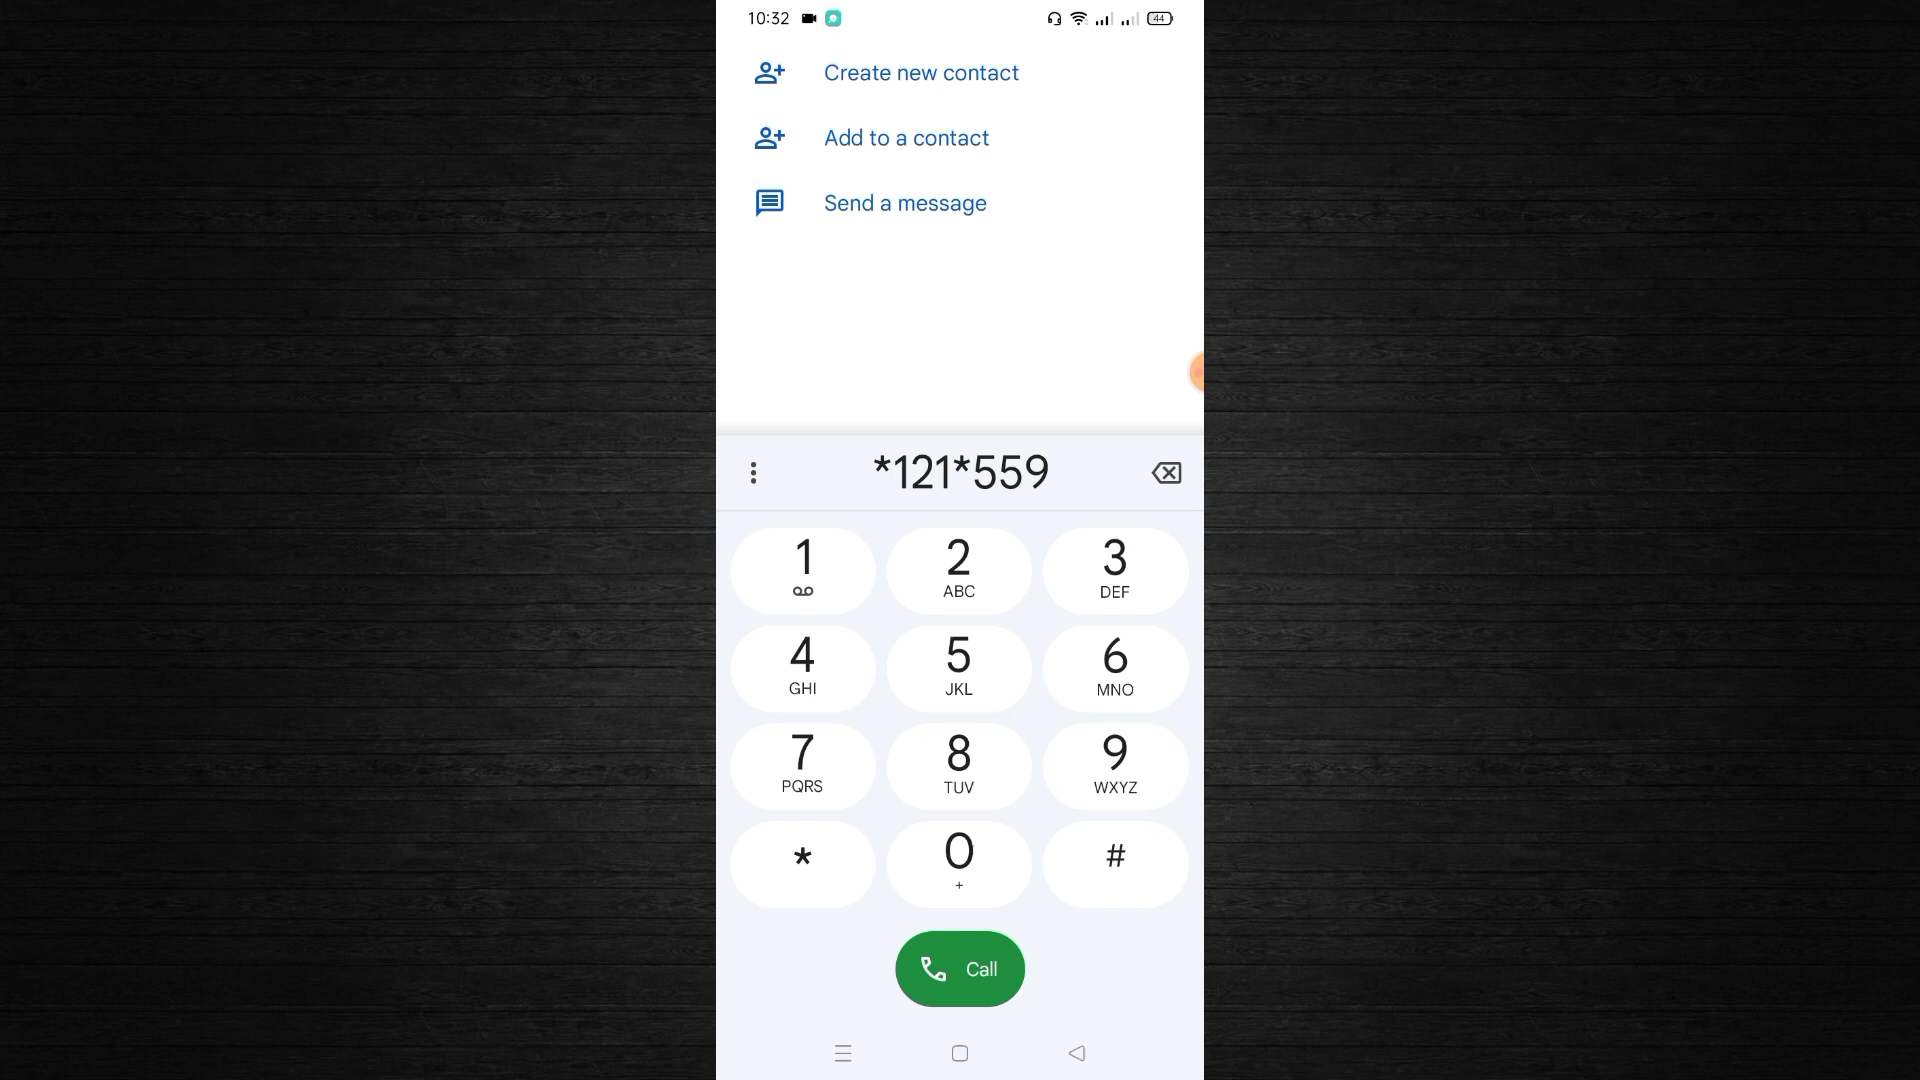 10:32
44
Create new contact
Add to a contact
Send a message
*121*559
1 2 3
ABC DEF
4 5 6
GHI JKL MNO
7 8 9
PQRS TUV WXYZ
* 0 #
+
Call